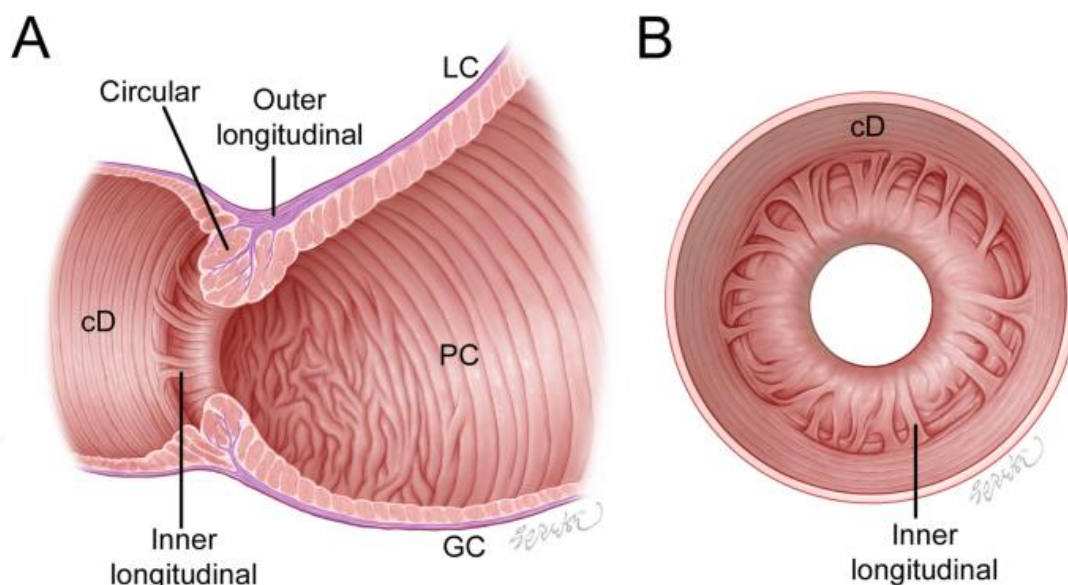 A
B
LC
Circular
Outer
longitudinal
cD
cD
PC
Inner
longitudinal
GC
Inner
longitudinal